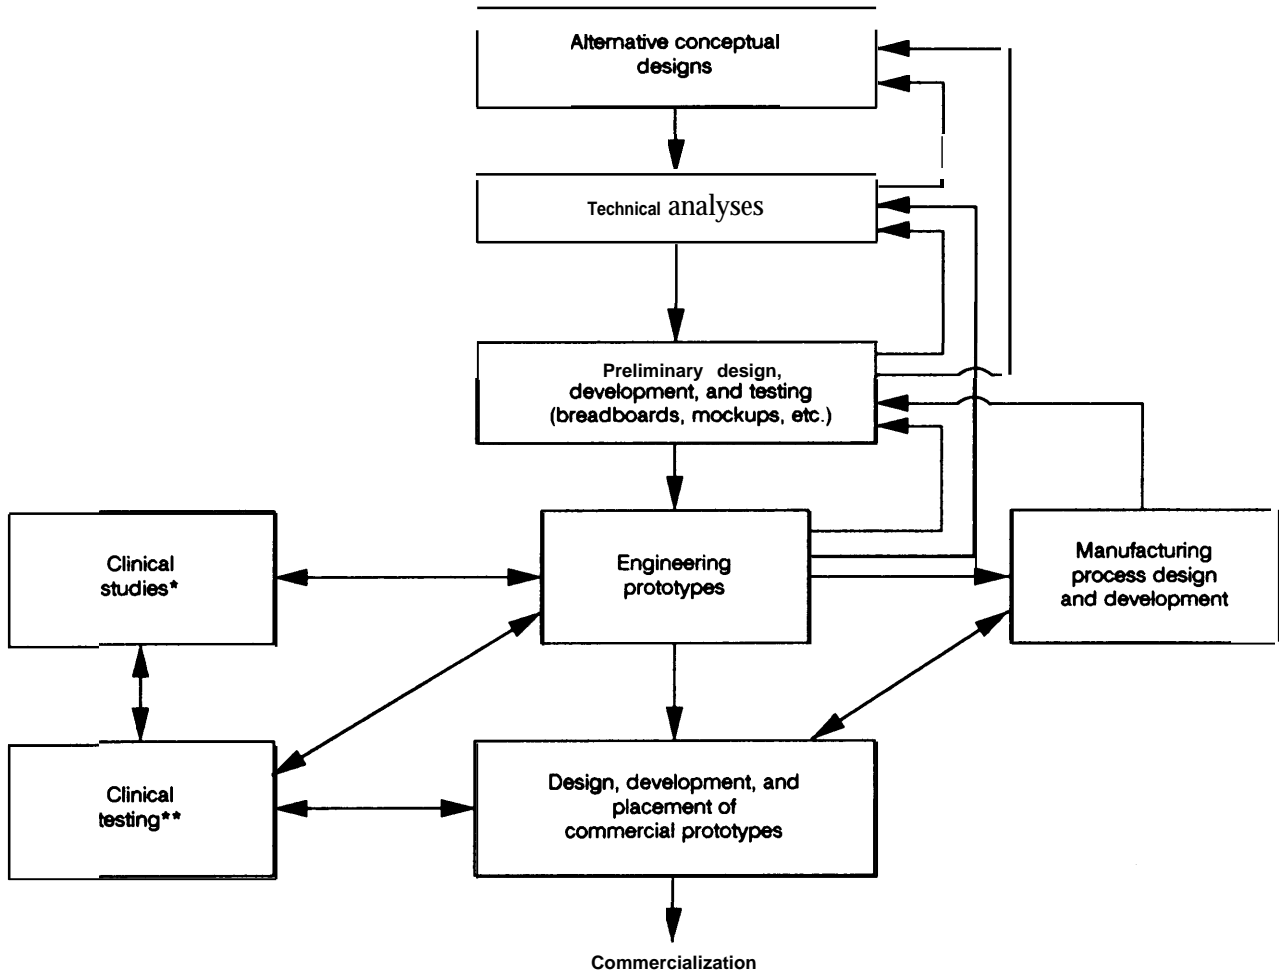 Alternative conceptual
designs
Technical analyses
Preliminary design,
development, and testing
(breadboards, mockups, etc.)
Clinical
studies*
Engineering
prototypes
Manufacturing
process design
and development
Clinical
testing**
Design, development, and
placement of
commercial prototypes
Commercialization